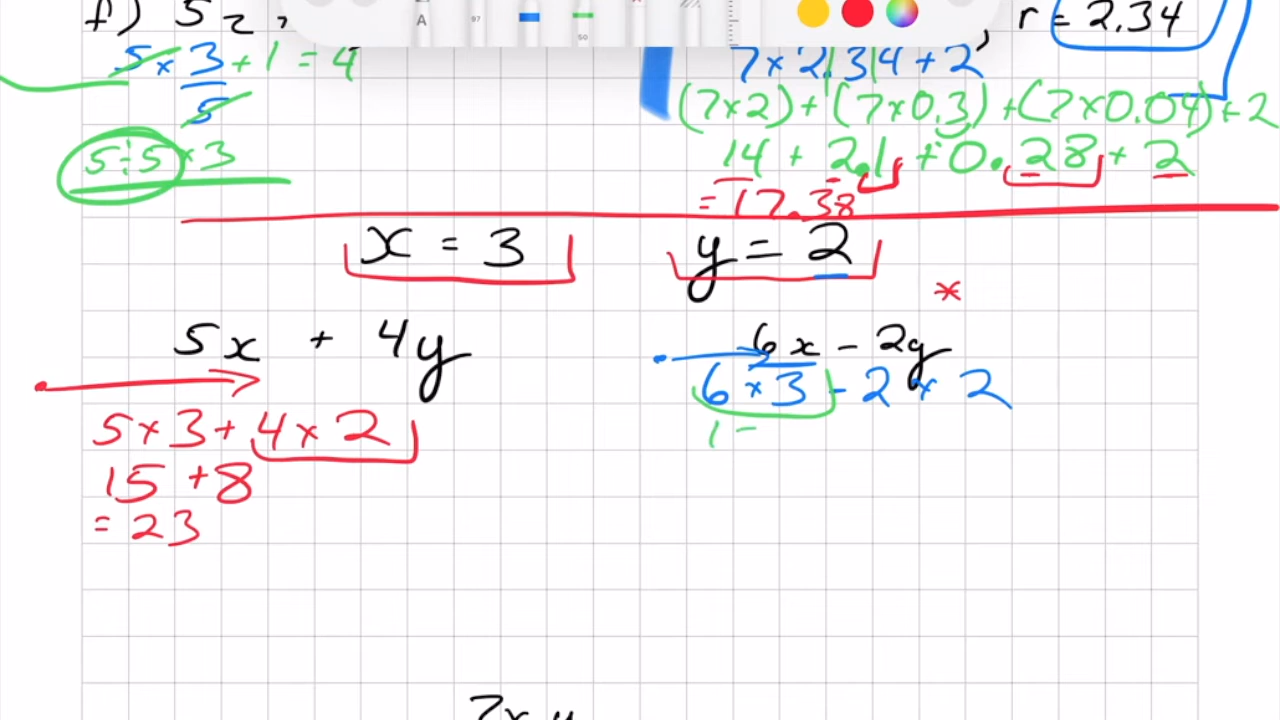 f) 5z,
5 × 3 + 1 = 4
5
5 ÷ 5 × 3
, r = 2.34
7 × 2.34 + 2
(7×2) + (7×0.3) + (7×0.04) + 2
14 + 2.1 + 0.28 + 2
= 17.38
x = 3
y = 2
*
5x + 4y
5 × 3 + 4 × 2
15 + 8
= 23
6x - 2y
6 × 3 - 2 × 2
1